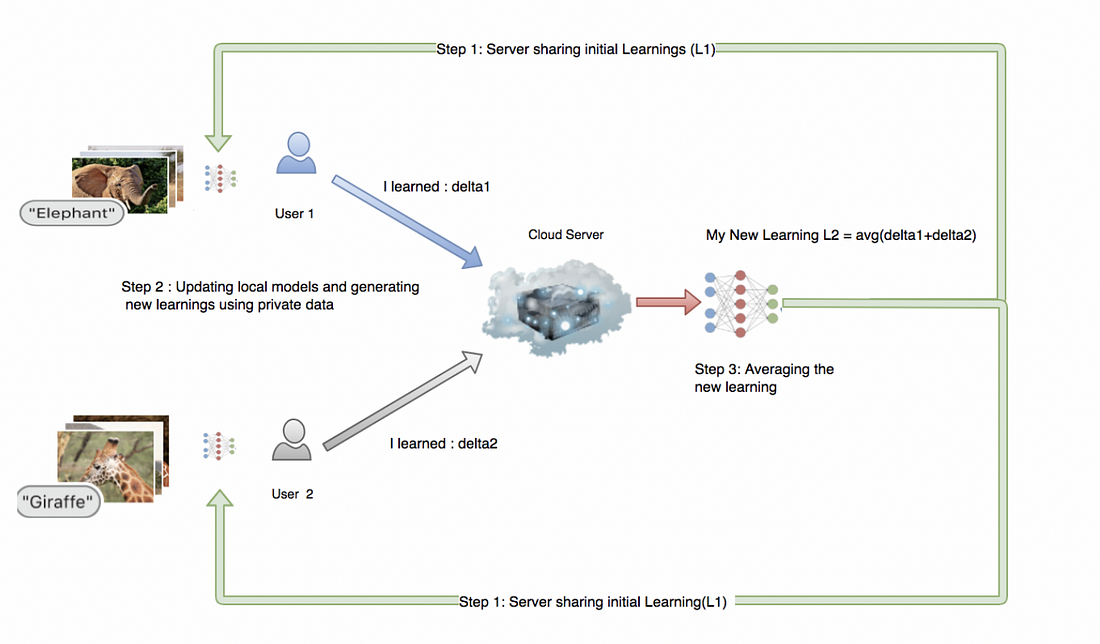 Step 1: Server sharing initial Learnings (L1)
I learned : delta1
"Elephant"
User 1
Cloud Server
My New Learning L2 = avg(delta1+delta2)
Step 2 : Updating local models and generating
new learnings using private data
Step 3: Averaging the
new learning
I learned : delta2
"Giraffe"
User 2
Step 1: Server sharing initial Learning(L1)